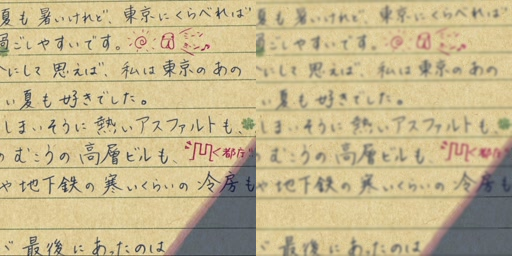 夏も暑いけれど、東京にくらべれば
過ごしやすいです。
にして思えば、私は東京のあの
い夏も好きでした。
しまいそうに熱いアスファルトも、
むこうの高層ビルも、都庁
や地下鉄の寒いくらいの冷房も
最後にあったのは
夏も暑いけれど、東京にくらべれば
過ごしやすいです。
にして思えば、私は東京のあの
い夏も好きでした。
しまいそうに熱いアスファルトも、
むこうの高層ビルも、都庁
や地下鉄の寒いくらいの冷房も
最後にあったのは